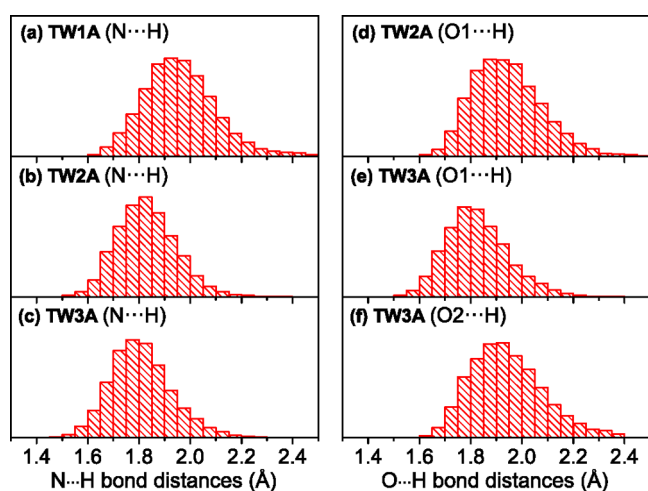 (a) TW1A (N···H)
(b) TW2A (N···H)
(c) TW3A (N···H)
1.4 1.6 1.8 2.0 2.2 2.4
N···H bond distances (Å)
(d) TW2A (O1···H)
(e) TW3A (O1···H)
(f) TW3A (O2···H)
1.4 1.6 1.8 2.0 2.2 2.4
O···H bond distances (Å)